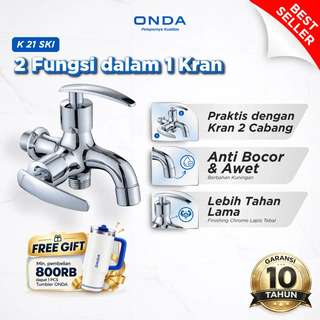 ONDA
Pelopornya Kualitas
BEST
SELLER
K 21 SKI
2 Fungsi dalam 1 Kran
Praktis dengan
Kran 2 Cabang
Anti Bocor
& Awet
Berbahan Kuningan
Lebih Tahan
Lama
Finishing Chrome Lapis Tebal
FREE GIFT
Min. pembelian
800RB
dapat 1 PCS
Tumbler ONDA
ONDA
GARANSI
10
TAHUN